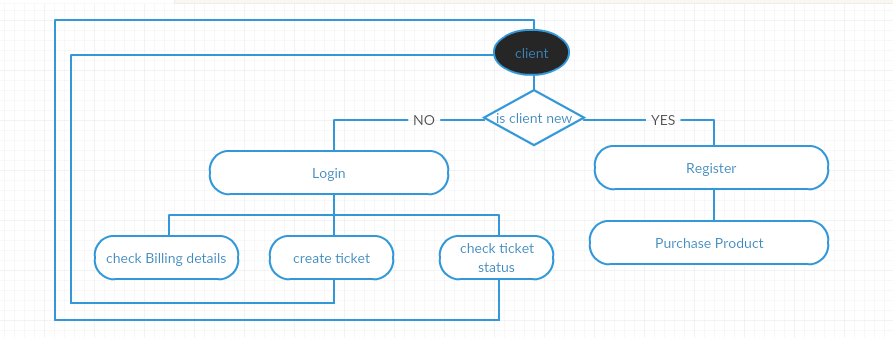 client
is client new
NO
YES
Login
Register
check Billing details
create ticket
check ticket
status
Purchase Product